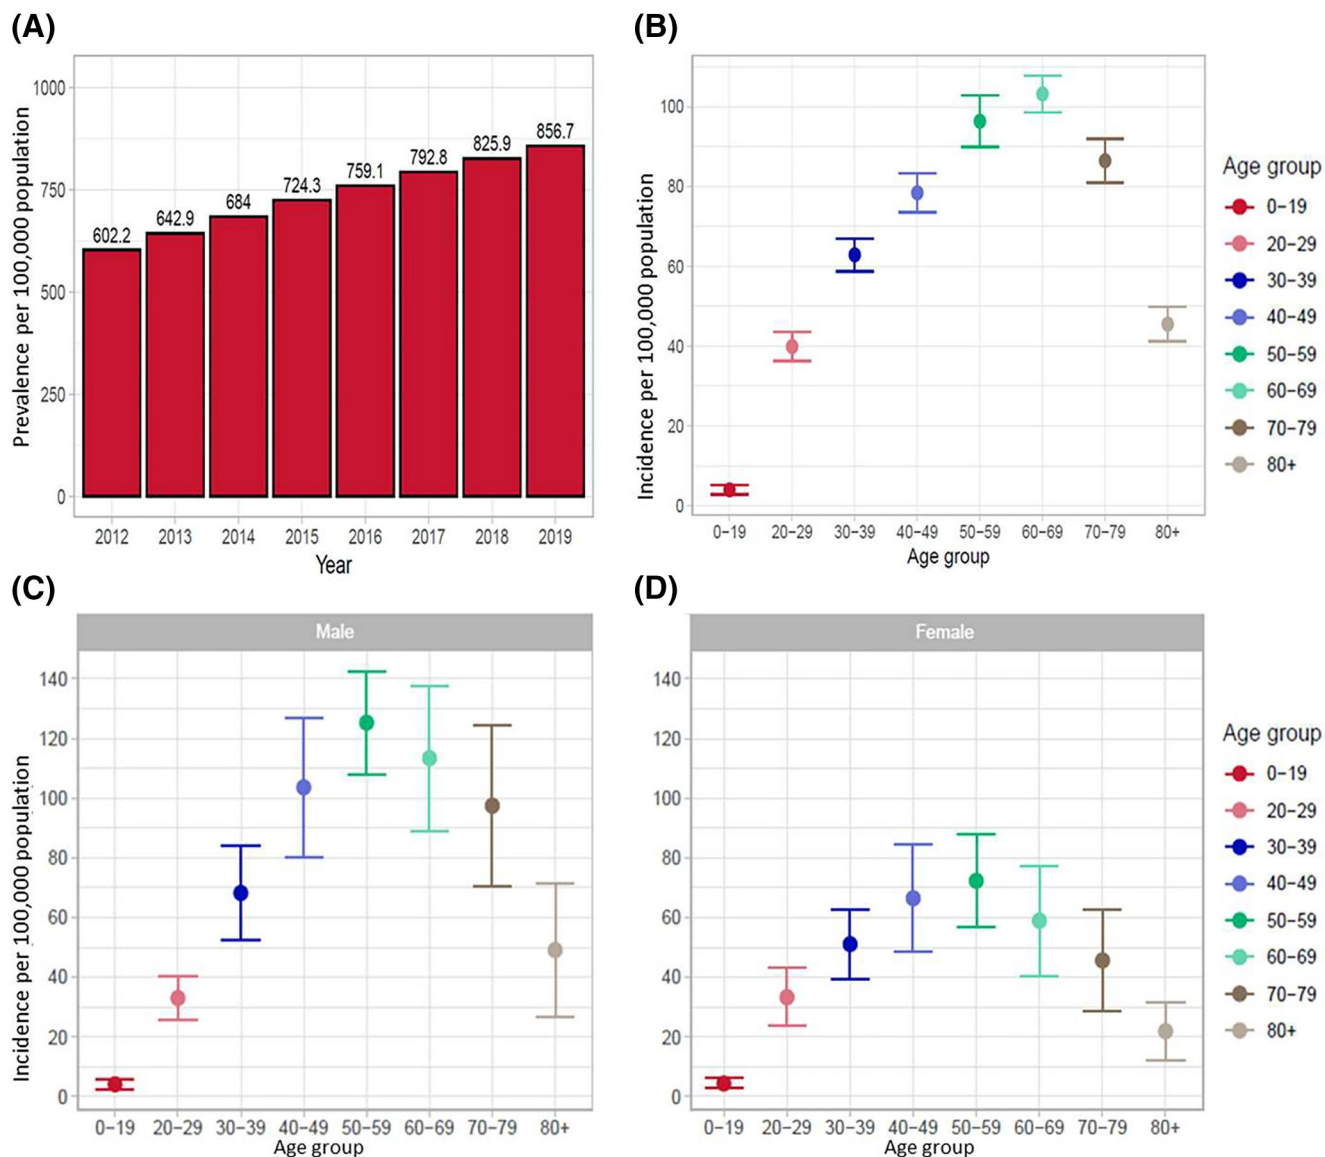 (A)
Prevalence per 100,000 population
1000
750
500
250
0
602.2
642.9
684
724.3
759.1
792.8
825.9
856.7
2012 2013 2014 2015 2016 2017 2018 2019
Year
(B)
Incidence per 100,000 population
100
80
60
40
20
0
0−19 20−29 30−39 40−49 50−59 60−69 70−79 80+
Age group
Age group
0−19
20−29
30−39
40−49
50−59
60−69
70−79
80+
(C)
Male
Incidence per 100,000 population
140
120
100
80
60
40
20
0
0−19 20−29 30−39 40−49 50−59 60−69 70−79 80+
Age group
(D)
Female
140
120
100
80
60
40
20
0
0−19 20−29 30−39 40−49 50−59 60−69 70−79 80+
Age group
Age group
0−19
20−29
30−39
40−49
50−59
60−69
70−79
80+